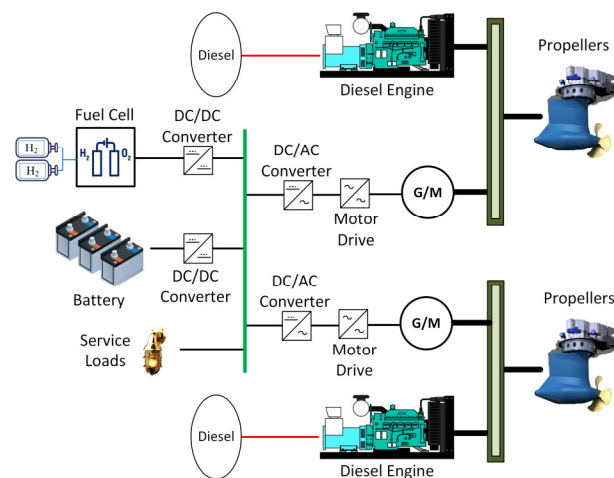 Diesel
Diesel Engine
Propellers
Fuel Cell
H2
H2
H2
O2
DC/DC
Converter
DC/AC
Converter
Motor
Drive
G/M
Battery
DC/DC
Converter
DC/AC
Converter
Motor
Drive
G/M
Propellers
Service
Loads
Diesel
Diesel Engine